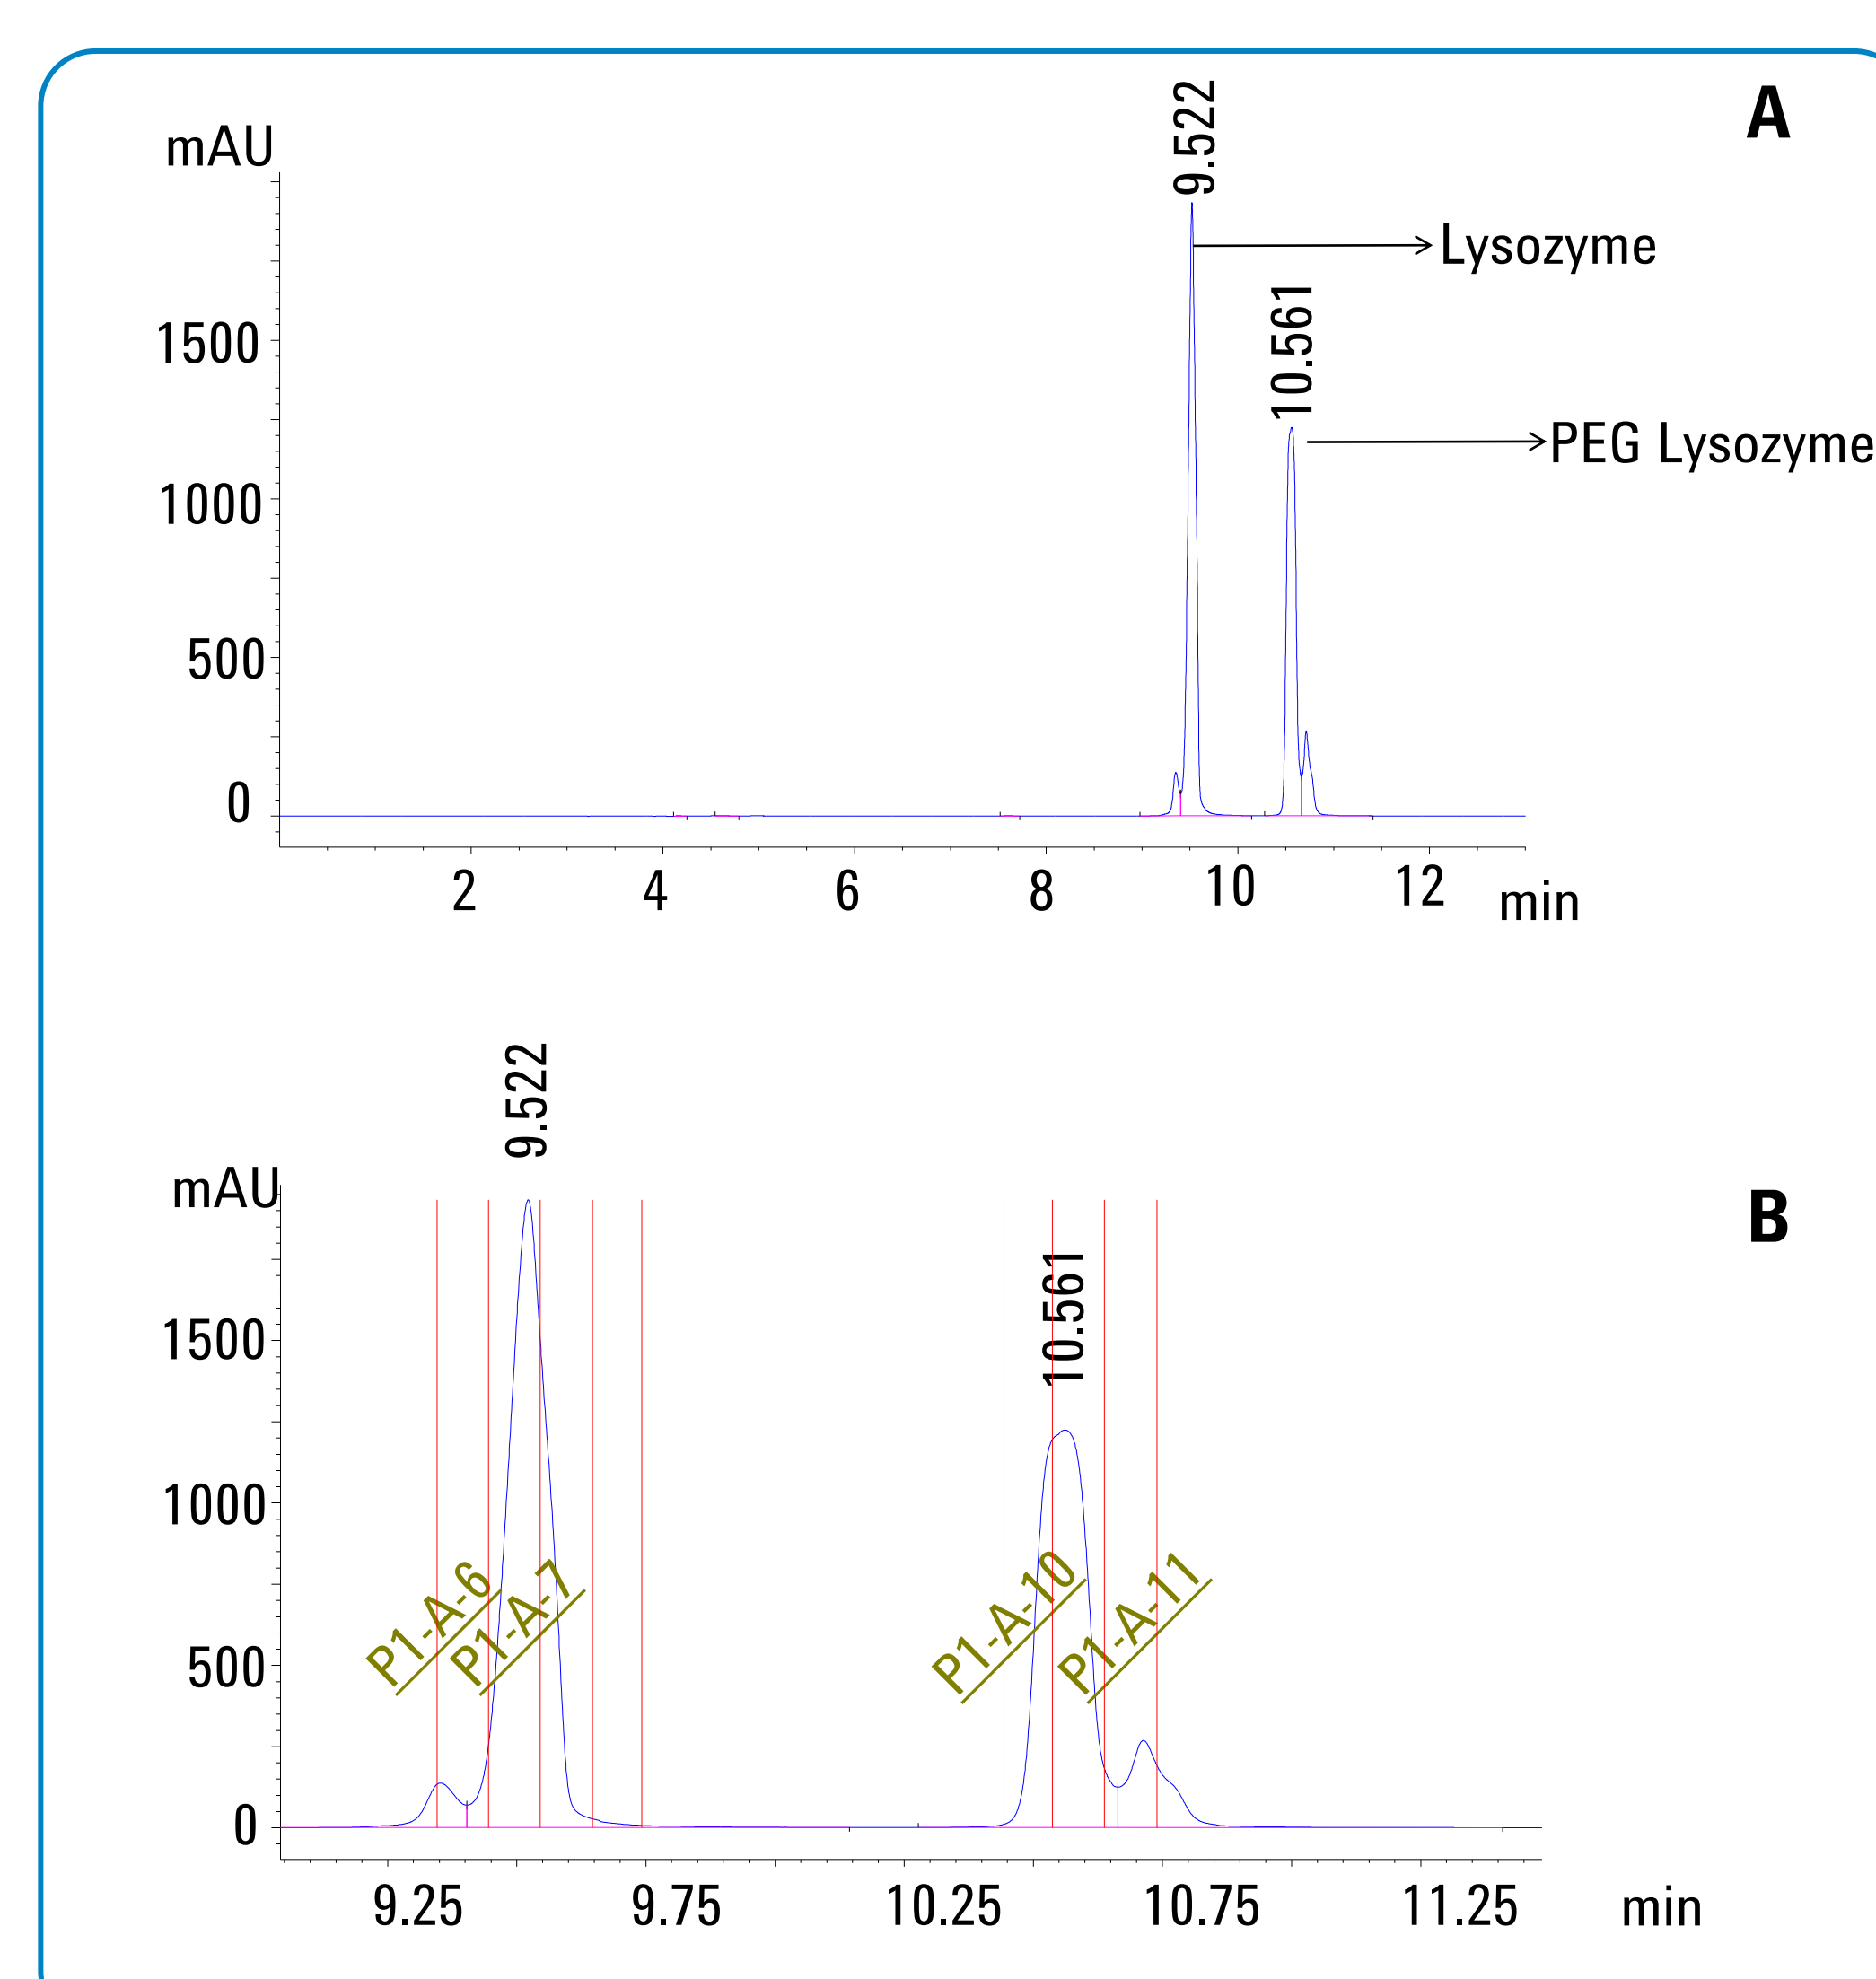 A
mAU
9.522
Lysozyme
10.561
PEG Lysozyme
1500
1000
500
0
2 4 6 8 10 12 min
B
mAU
9.522
10.561
1500
1000
500
0
P1-A-6
P1-A-7
P1-A-10
P1-A-11
9.25 9.75 10.25 10.75 11.25 min